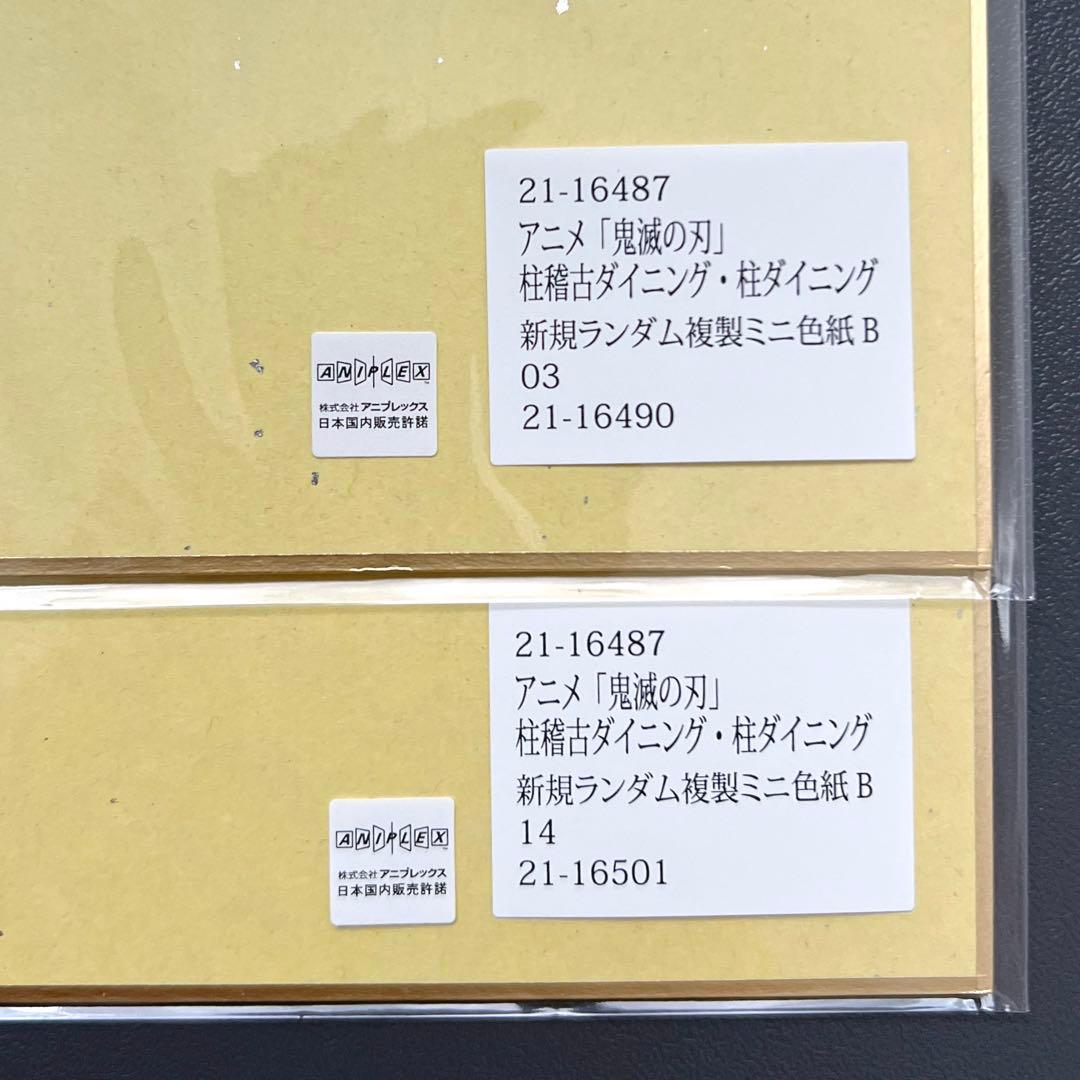 21-16487
アニメ「鬼滅の刃」
柱稽古ダイニング・柱ダイニング
新規ランダム複製ミニ色紙 B
03
21-16490
ANIPLEX™
株式会社 アニプレックス
日本国内販売許諾
21-16487
アニメ「鬼滅の刃」
柱稽古ダイニング・柱ダイニング
新規ランダム複製ミニ色紙 B
14
21-16501
ANIPLEX™
株式会社 アニプレックス
日本国内販売許諾